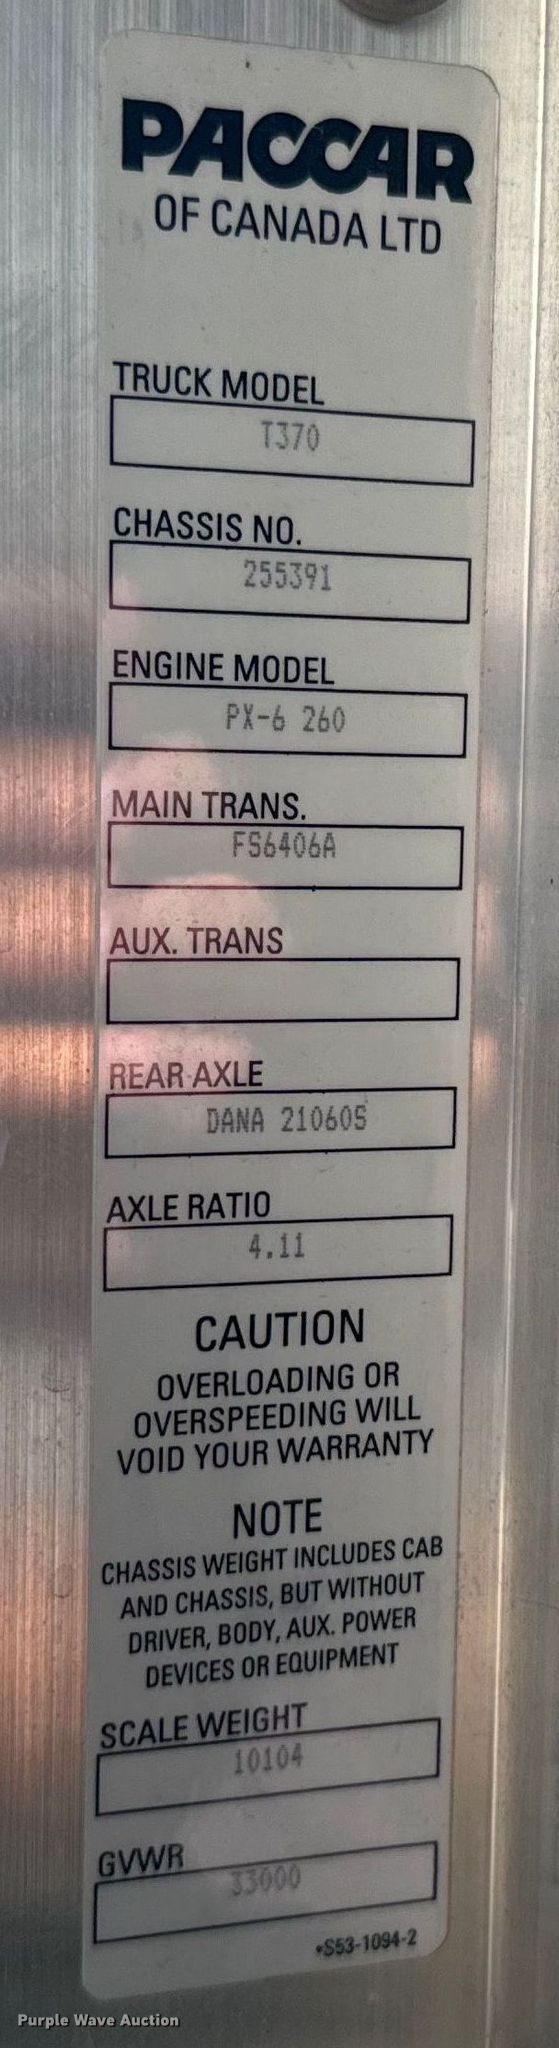 PACCAR
OF CANADA LTD
TRUCK MODEL
T370
CHASSIS NO.
255391
ENGINE MODEL
PX-6 260
MAIN TRANS.
FS6406A
AUX. TRANS
REAR AXLE
DANA 21060S
AXLE RATIO
4.11
CAUTION
OVERLOADING OR
OVERSPEEDING WILL
VOID YOUR WARRANTY
NOTE
CHASSIS WEIGHT INCLUDES CAB
AND CHASSIS, BUT WITHOUT
DRIVER, BODY, AUX. POWER
DEVICES OR EQUIPMENT
SCALE WEIGHT
10104
GVWR
33000
•S53-1094-2
Purple Wave Auction